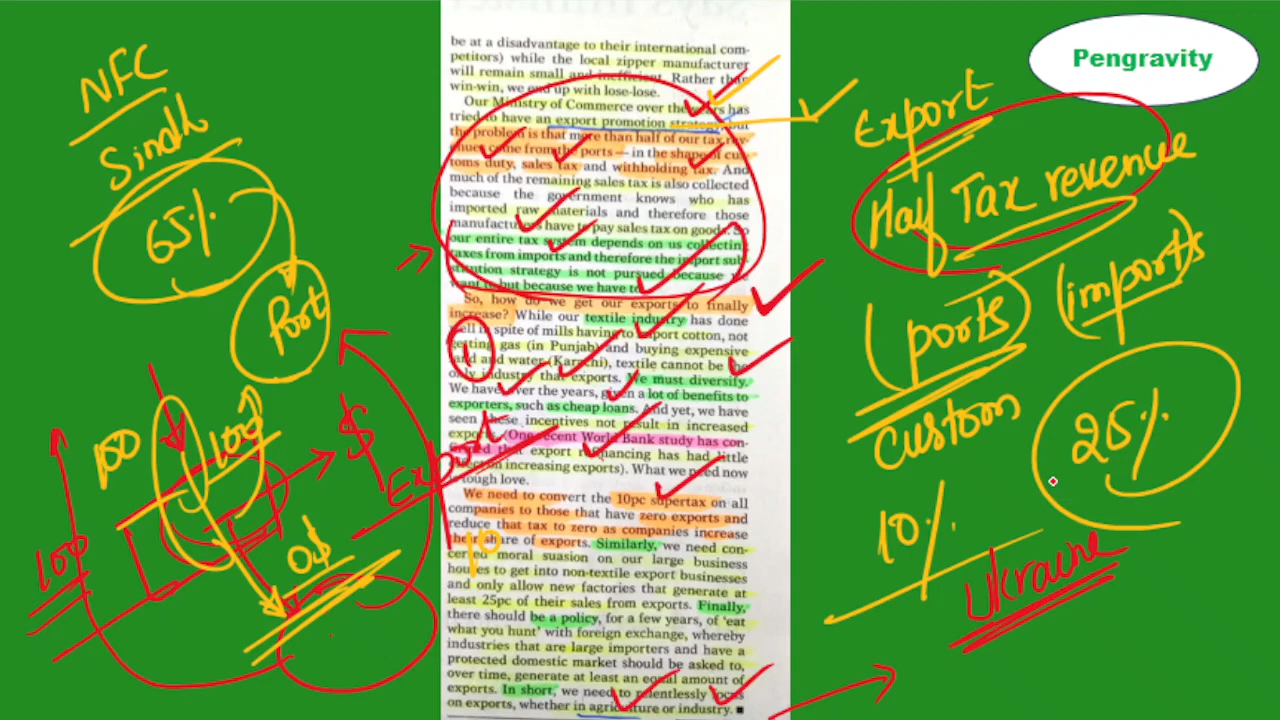 be at a disadvantage to their international com-
petitors) while the local zipper manufacturer
will remain small and inefficient. Rather than
win-win, we end up with lose-lose.
Our Ministry of Commerce over the years has
tried to have an export promotion strategy, but
the problem is that more than half of our tax rev-
enues come from the ports — in the shape of cus-
toms duty, sales tax and withholding tax. And
much of the remaining sales tax is also collected
because the government knows who has
imported raw materials and therefore those
manufacturers have to pay sales tax on goods. So
our entire tax system depends on us collecting
taxes from imports and therefore the import sub-
stitution strategy is not pursued because we
want to but because we have to.
So, how do we get our exports to finally
increase? While our textile industry has done
well in spite of mills having to import cotton, not
getting gas (in Punjab) and buying expensive
land and water (Karachi), textile cannot be the
only industry that exports. We must diversify.
We have, over the years, given a lot of benefits to
exporters, such as cheap loans. And yet, we have
seen these incentives not result in increased
exports. (One recent World Bank study has con-
firmed that export refinancing has had little
effect on increasing exports). What we need now
is tough love.
We need to convert the 10pc supertax on all
companies to those that have zero exports and
reduce that tax to zero as companies increase
their share of exports. Similarly, we need con-
certed moral suasion on our large business
houses to get into non-textile export businesses
and only allow new factories that generate at
least 25pc of their sales from exports. Finally,
there should be a policy, for a few years, of 'eat
what you hunt' with foreign exchange, whereby
industries that are large importers and have a
protected domestic market should be asked to,
over time, generate at least an equal amount of
exports. In short, we need to relentlessly focus
on exports, whether in agriculture or industry. ■
NFC
Sindh
65%
Port
100
100
$
100
0$
Export
1
10
Pengravity
Export
Half Tax revenue
(ports) (imports)
Custom
25%
10%
Ukraine